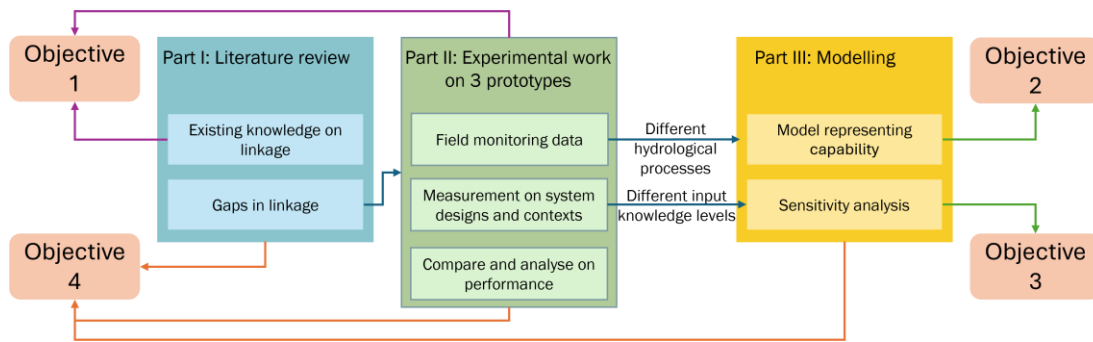 Objective
1
Part I: Literature review
Existing knowledge on
linkage
Gaps in linkage
Objective
4
Part II: Experimental work
on 3 prototypes
Field monitoring data
Measurement on system
designs and contexts
Compare and analyse on
performance
Different
hydrological
processes
Different input
knowledge levels
Part III: Modelling
Model representing
capability
Sensitivity analysis
Objective
2
Objective
3